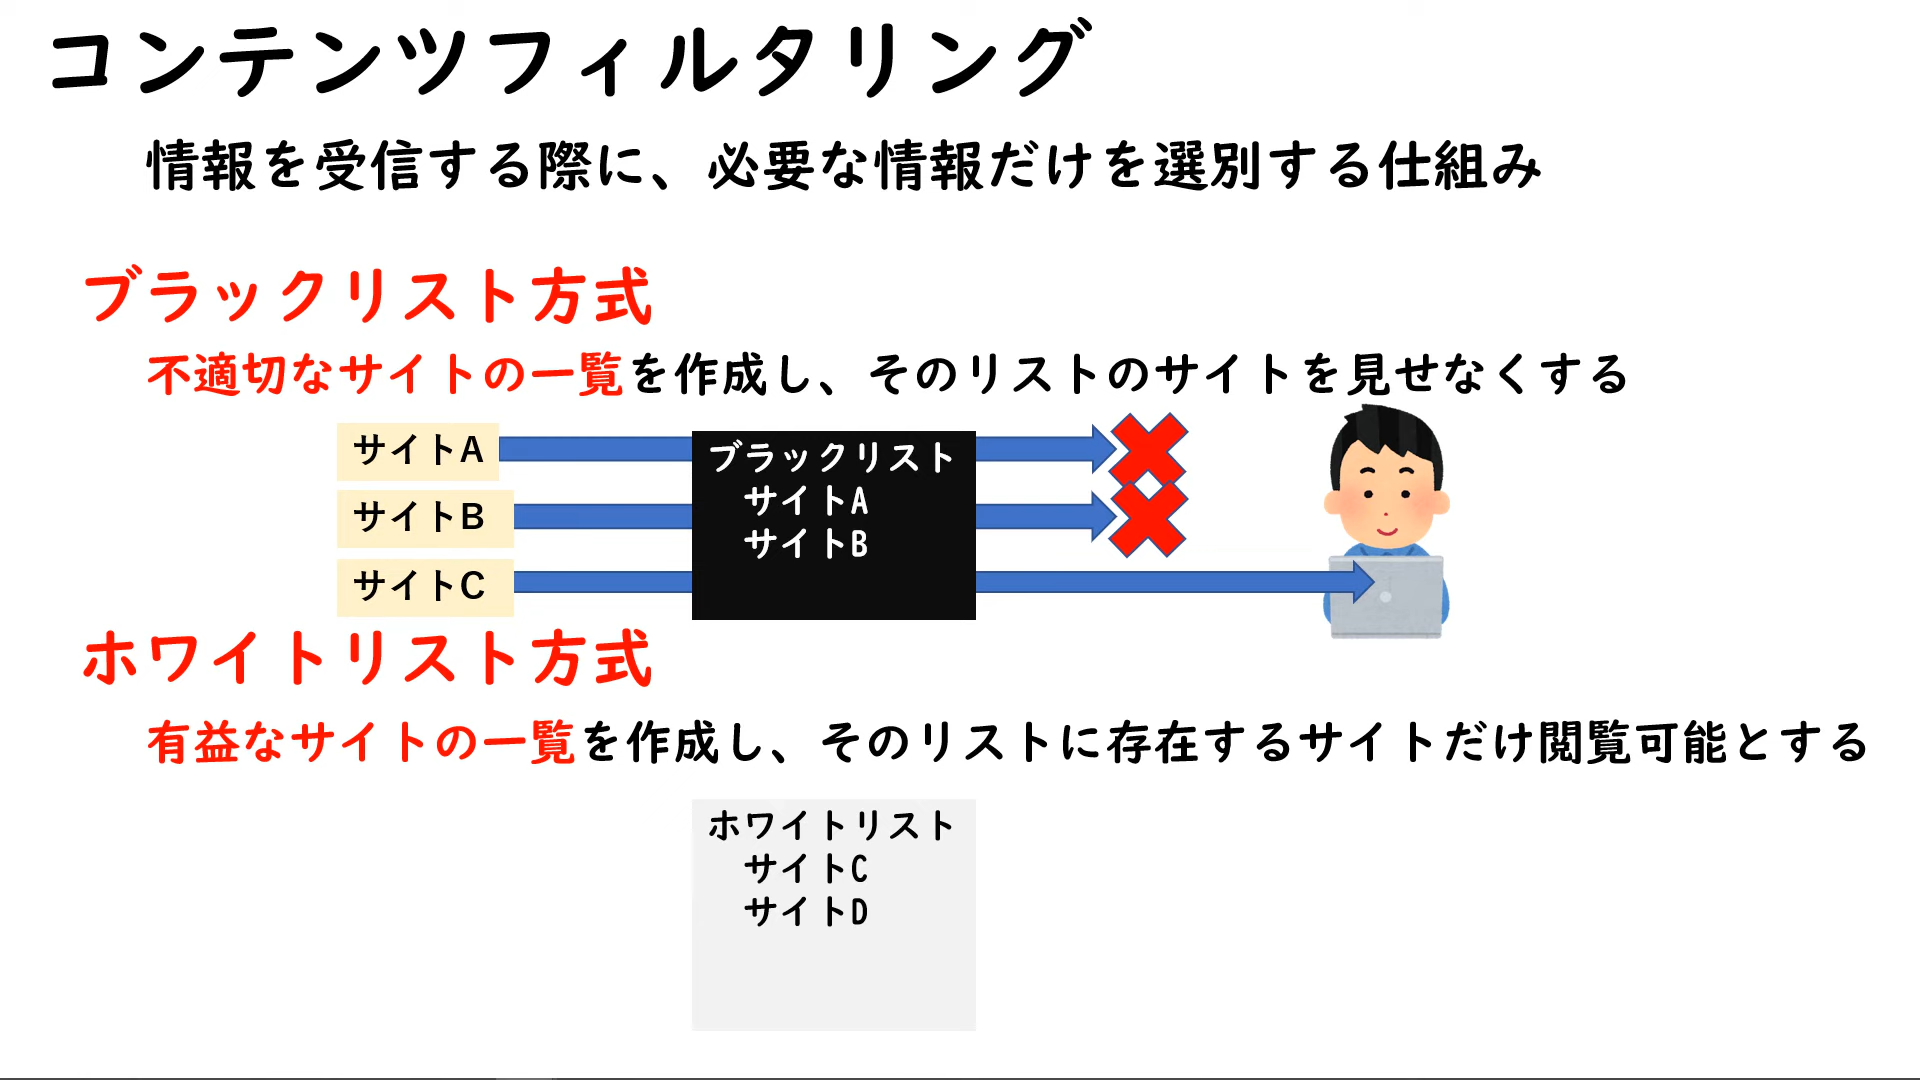 コンテンツフィルタリング
情報を受信する際に、必要な情報だけを選別する仕組み
ブラックリスト方式
不適切なサイトの一覧を作成し、そのリストのサイトを見せなくする
サイトA
サイトB
サイトC
ブラックリスト
サイトA
サイトB
ホワイトリスト方式
有益なサイトの一覧を作成し、そのリストに存在するサイトだけ閲覧可能とする
ホワイトリスト
サイトC
サイトD